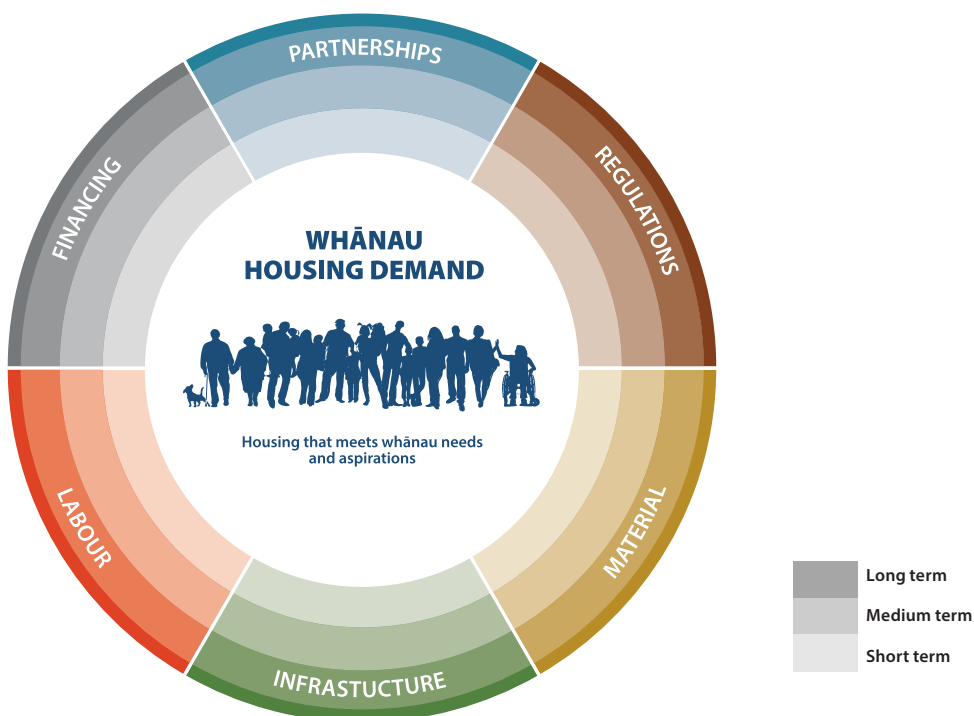 PARTNERSHIPS
REGULATIONS
FINANCING
WHĀNAU
HOUSING DEMAND
Housing that meets whānau needs
and aspirations
LABOUR
MATERIAL
INFRASTUCTURE
Long term
Medium term
Short term